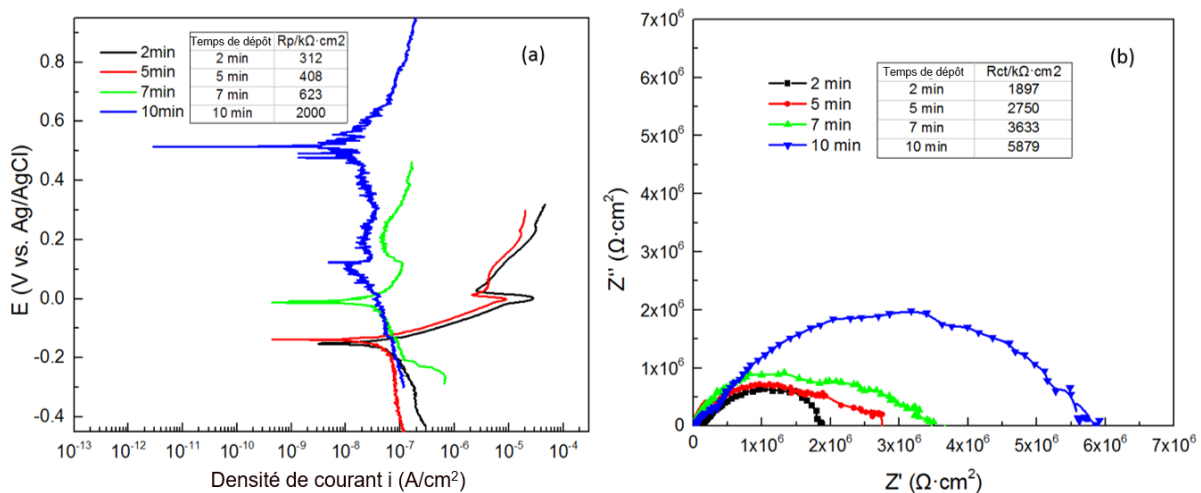 (a)
2min
5min
7min
10min
Temps de dépôt Rp/kΩ·cm2
2 min 312
5 min 408
7 min 623
10 min 2000
E (V vs. Ag/AgCl)
0.8
0.6
0.4
0.2
0.0
-0.2
-0.4
10⁻¹³ 10⁻¹² 10⁻¹¹ 10⁻¹⁰ 10⁻⁹ 10⁻⁸ 10⁻⁷ 10⁻⁶ 10⁻⁵ 10⁻⁴
Densité de courant i (A/cm²)
(b)
2 min
5 min
7 min
10 min
Temps de dépôt Rct/kΩ·cm2
2 min 1897
5 min 2750
7 min 3633
10 min 5879
Z'' (Ω·cm²)
7x10⁶
6x10⁶
5x10⁶
4x10⁶
3x10⁶
2x10⁶
1x10⁶
0
1x10⁶ 2x10⁶ 3x10⁶ 4x10⁶ 5x10⁶ 6x10⁶ 7x10⁶
Z' (Ω·cm²)